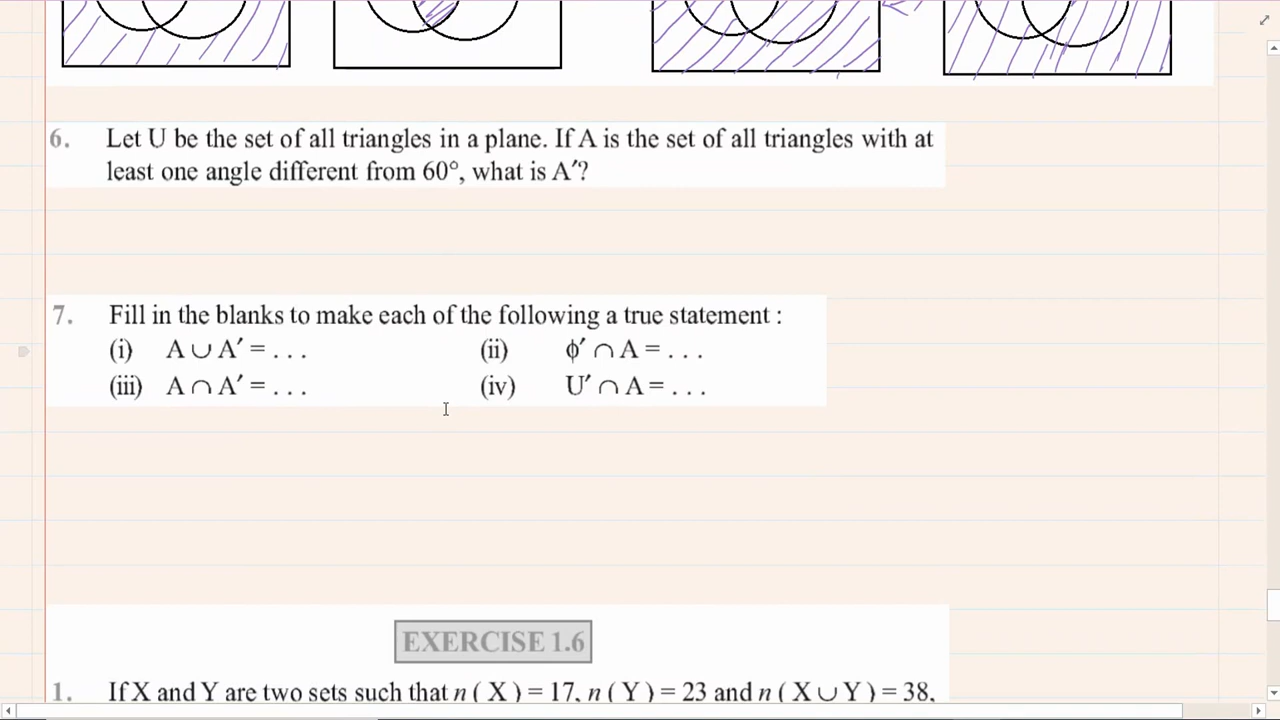 6. Let U be the set of all triangles in a plane. If A is the set of all triangles with at
least one angle different from 60°, what is A′?
7. Fill in the blanks to make each of the following a true statement :
(i) A ∪ A′ = . . . (ii) ϕ′ ∩ A = . . .
(iii) A ∩ A′ = . . . (iv) U′ ∩ A = . . .
EXERCISE 1.6
1. If X and Y are two sets such that n ( X ) = 17, n ( Y ) = 23 and n ( X ∪ Y ) = 38,